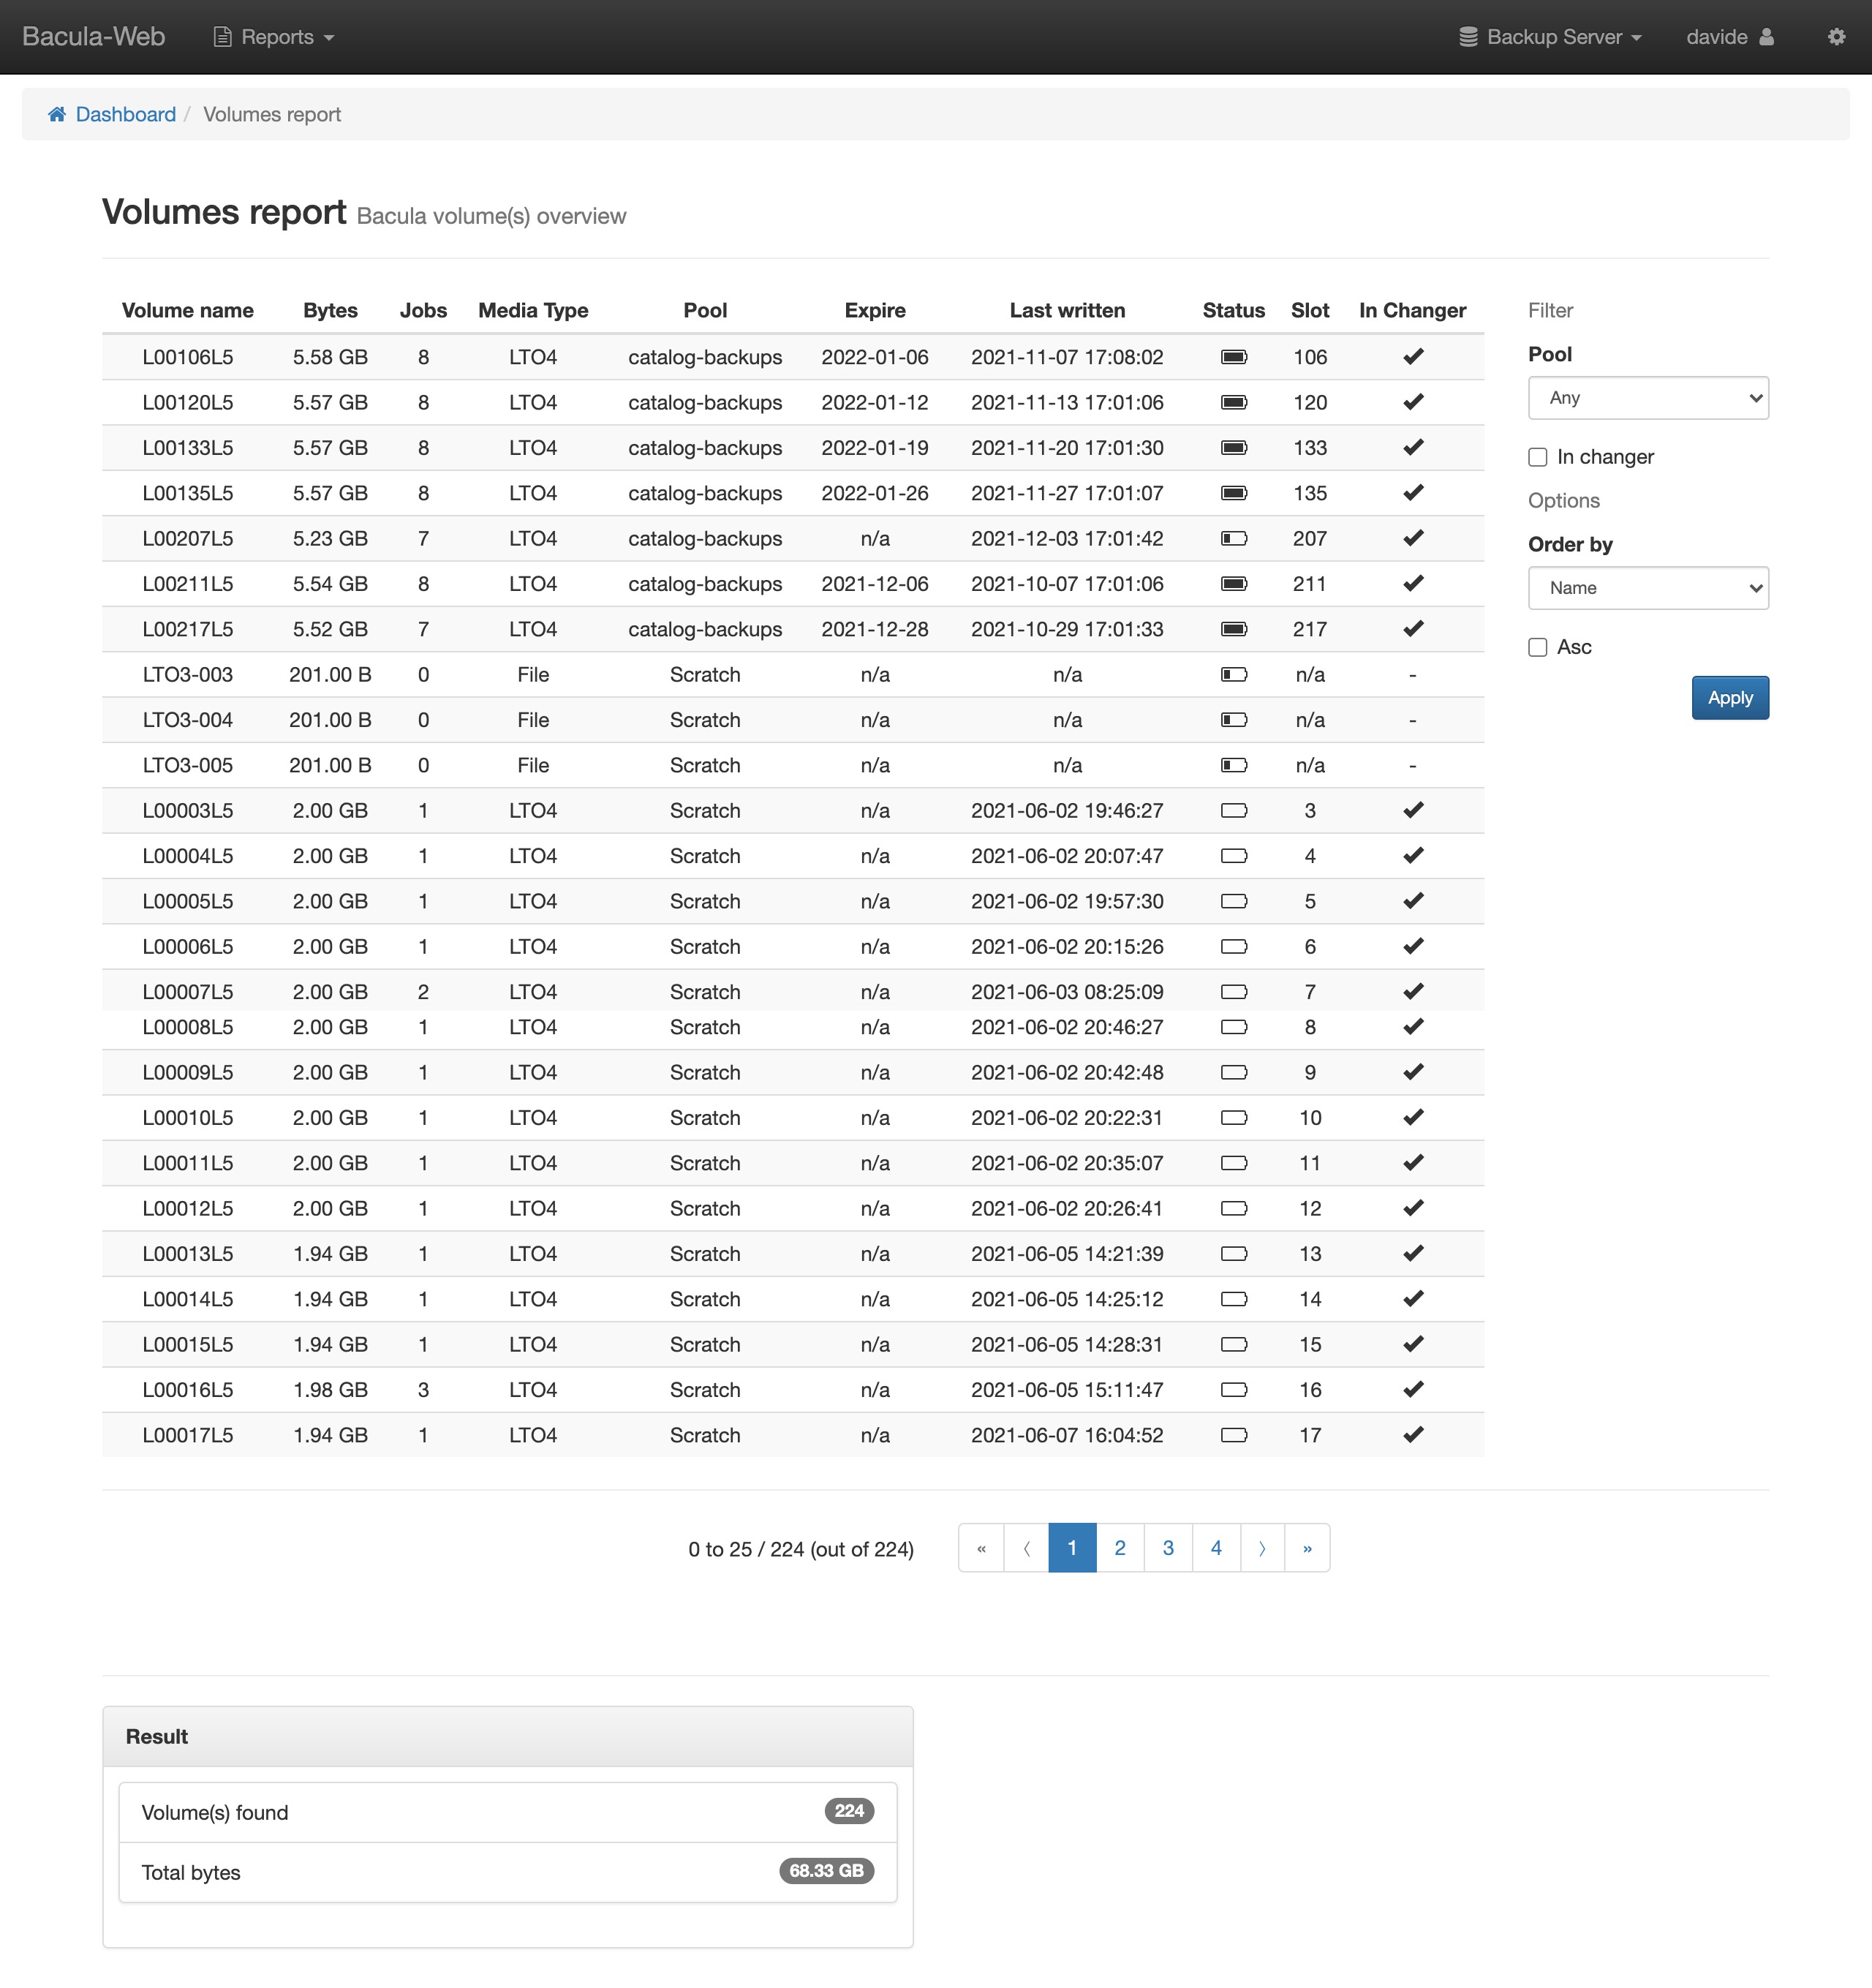 Bacula-Web Reports Backup Server davide
Dashboard / Volumes report
Volumes report Bacula volume(s) overview
Volume name Bytes Jobs Media Type Pool Expire Last written Status Slot In Changer
L00106L5 5.58 GB 8 LTO4 catalog-backups 2022-01-06 2021-11-07 17:08:02 106
L00120L5 5.57 GB 8 LTO4 catalog-backups 2022-01-12 2021-11-13 17:01:06 120
L00133L5 5.57 GB 8 LTO4 catalog-backups 2022-01-19 2021-11-20 17:01:30 133
L00135L5 5.57 GB 8 LTO4 catalog-backups 2022-01-26 2021-11-27 17:01:07 135
L00207L5 5.23 GB 7 LTO4 catalog-backups n/a 2021-12-03 17:01:42 207
L00211L5 5.54 GB 8 LTO4 catalog-backups 2021-12-06 2021-10-07 17:01:06 211
L00217L5 5.52 GB 7 LTO4 catalog-backups 2021-12-28 2021-10-29 17:01:33 217
LTO3-003 201.00 B 0 File Scratch n/a n/a n/a -
LTO3-004 201.00 B 0 File Scratch n/a n/a n/a -
LTO3-005 201.00 B 0 File Scratch n/a n/a n/a -
L00003L5 2.00 GB 1 LTO4 Scratch n/a 2021-06-02 19:46:27 3
L00004L5 2.00 GB 1 LTO4 Scratch n/a 2021-06-02 20:07:47 4
L00005L5 2.00 GB 1 LTO4 Scratch n/a 2021-06-02 19:57:30 5
L00006L5 2.00 GB 1 LTO4 Scratch n/a 2021-06-02 20:15:26 6
L00007L5 2.00 GB 2 LTO4 Scratch n/a 2021-06-03 08:25:09 7
L00008L5 2.00 GB 1 LTO4 Scratch n/a 2021-06-02 20:46:27 8
L00009L5 2.00 GB 1 LTO4 Scratch n/a 2021-06-02 20:42:48 9
L00010L5 2.00 GB 1 LTO4 Scratch n/a 2021-06-02 20:22:31 10
L00011L5 2.00 GB 1 LTO4 Scratch n/a 2021-06-02 20:35:07 11
L00012L5 2.00 GB 1 LTO4 Scratch n/a 2021-06-02 20:26:41 12
L00013L5 1.94 GB 1 LTO4 Scratch n/a 2021-06-05 14:21:39 13
L00014L5 1.94 GB 1 LTO4 Scratch n/a 2021-06-05 14:25:12 14
L00015L5 1.94 GB 1 LTO4 Scratch n/a 2021-06-05 14:28:31 15
L00016L5 1.98 GB 3 LTO4 Scratch n/a 2021-06-05 15:11:47 16
L00017L5 1.94 GB 1 LTO4 Scratch n/a 2021-06-07 16:04:52 17
Filter
Pool
Any
In changer
Options
Order by
Name
Asc
Apply
0 to 25 / 224 (out of 224) « 〈 1 2 3 4 〉 »
Result
Volume(s) found 224
Total bytes 68.33 GB